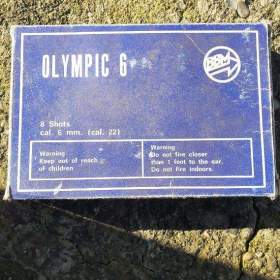 OLYMPIC 6
BBM
8 Shots
cal. 6 mm. (cal. 22)
Warning
Keep out of reach
of children
Warning
Do not fire closer
than 1 foot to the ear.
Do not fire indoors.